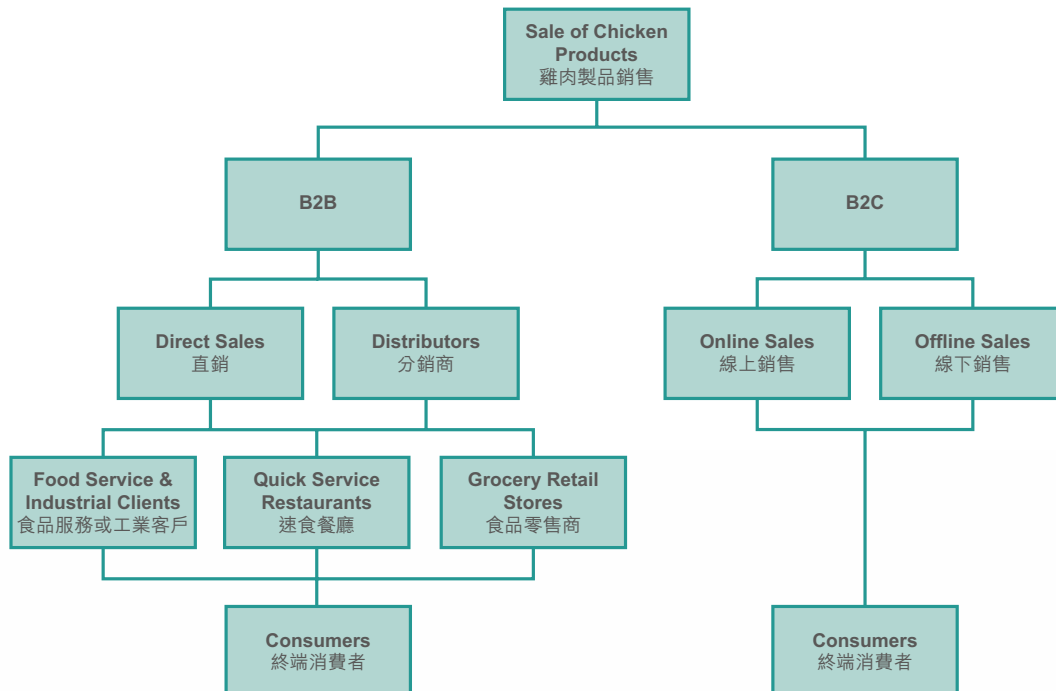 Sale of Chicken
Products
雞肉製品銷售
B2B
B2C
Direct Sales
直銷
Distributors
分銷商
Online Sales
線上銷售
Offline Sales
線下銷售
Food Service &
Industrial Clients
食品服務或工業客戶
Quick Service
Restaurants
速食餐廳
Grocery Retail
Stores
食品零售商
Consumers
終端消費者
Consumers
終端消費者